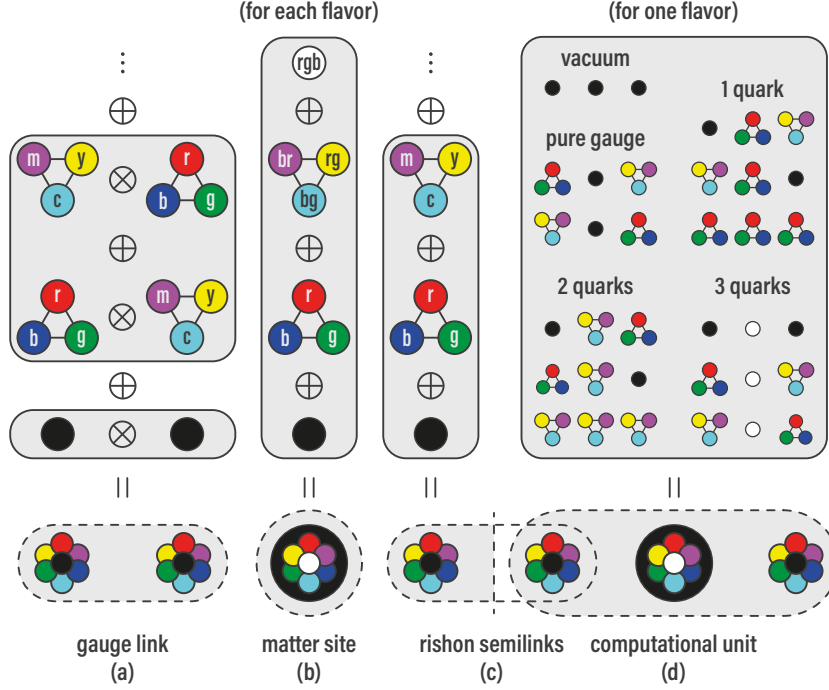 (for each flavor)
(for one flavor)
⋮
rgb
⋮
vacuum
1 quark
m
y
r
b
g
c
br
rg
bg
m
y
c
pure gauge
r
b
g
m
y
c
r
b
g
r
b
g
2 quarks
3 quarks
gauge link
matter site
rishon semilinks
computational unit
(a)
(b)
(c)
(d)